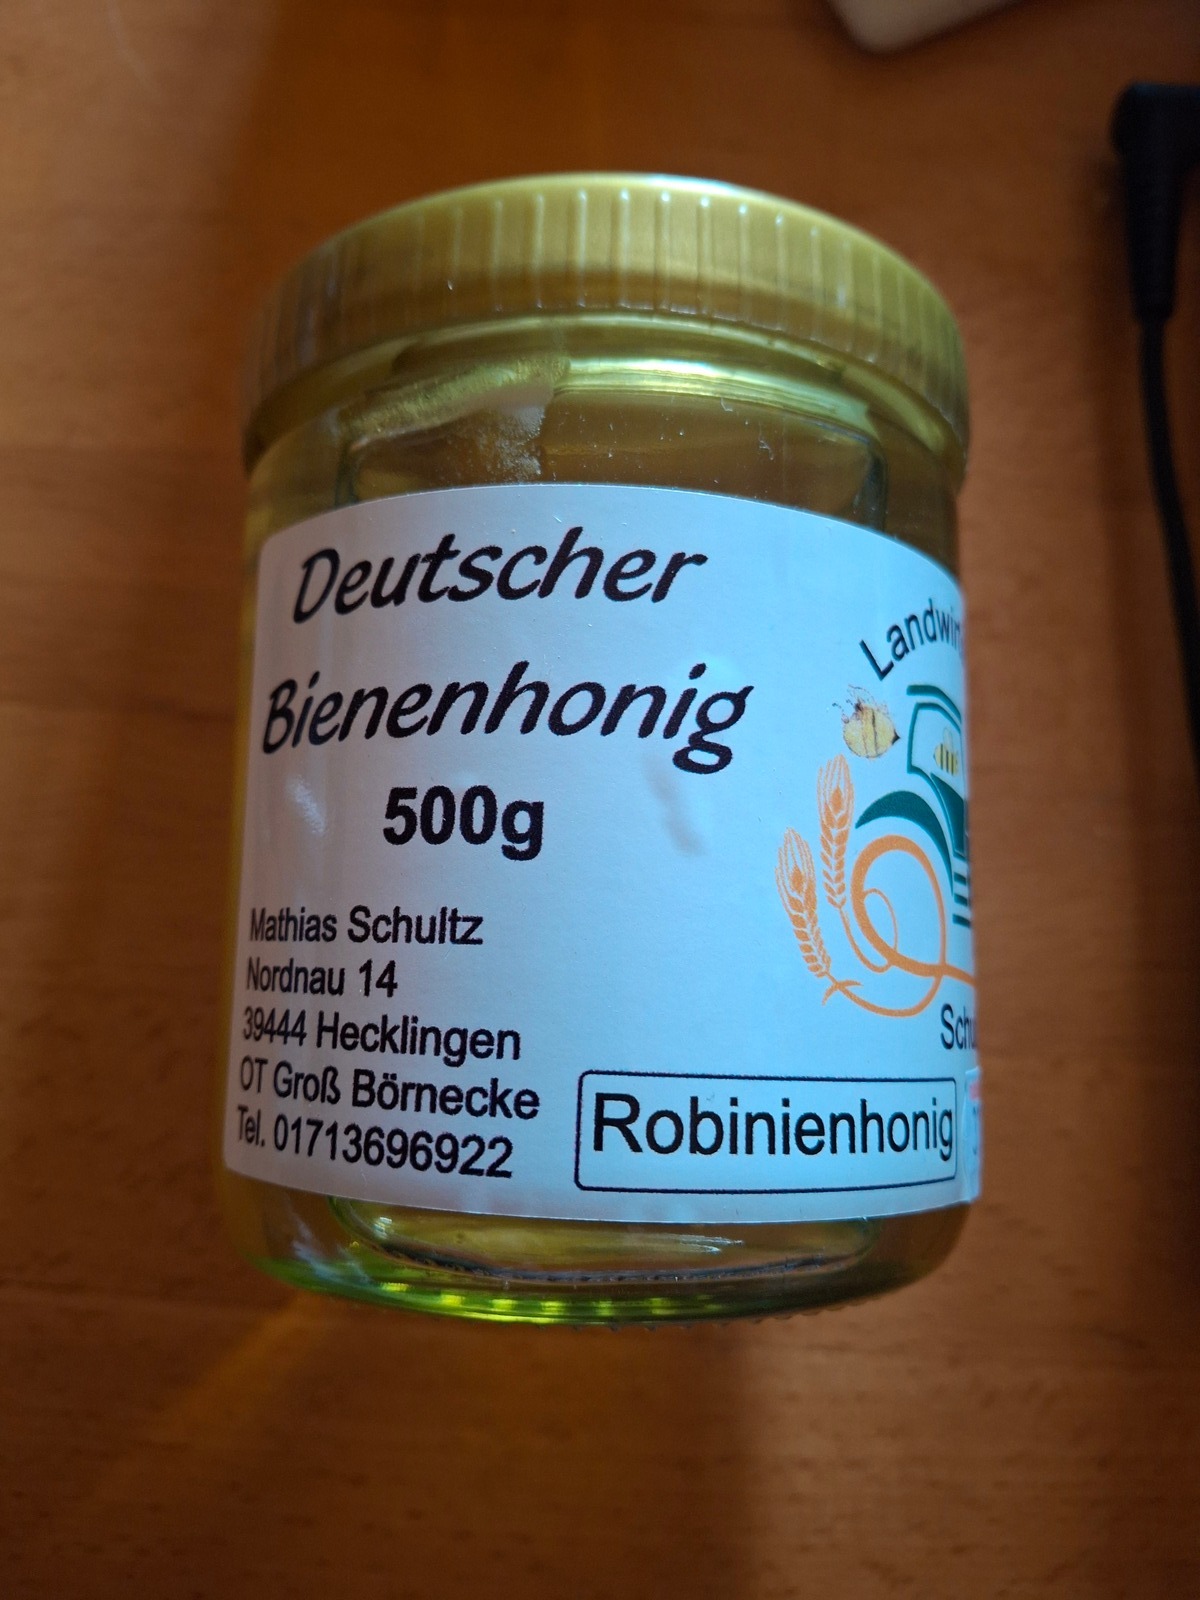 Deutscher
Bienenhonig
500g
Mathias Schultz
Nordnau 14
39444 Hecklingen
OT Groß Börnecke
Tel. 01713696922
Robinienhonig